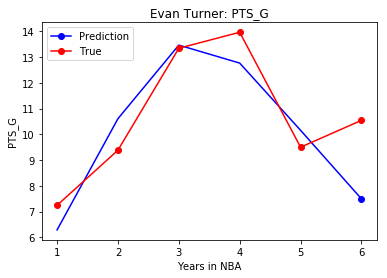 Evan Turner: PTS_G
Prediction
True
14
13
12
11
10
9
8
7
6
PTS_G
1 2 3 4 5 6
Years in NBA